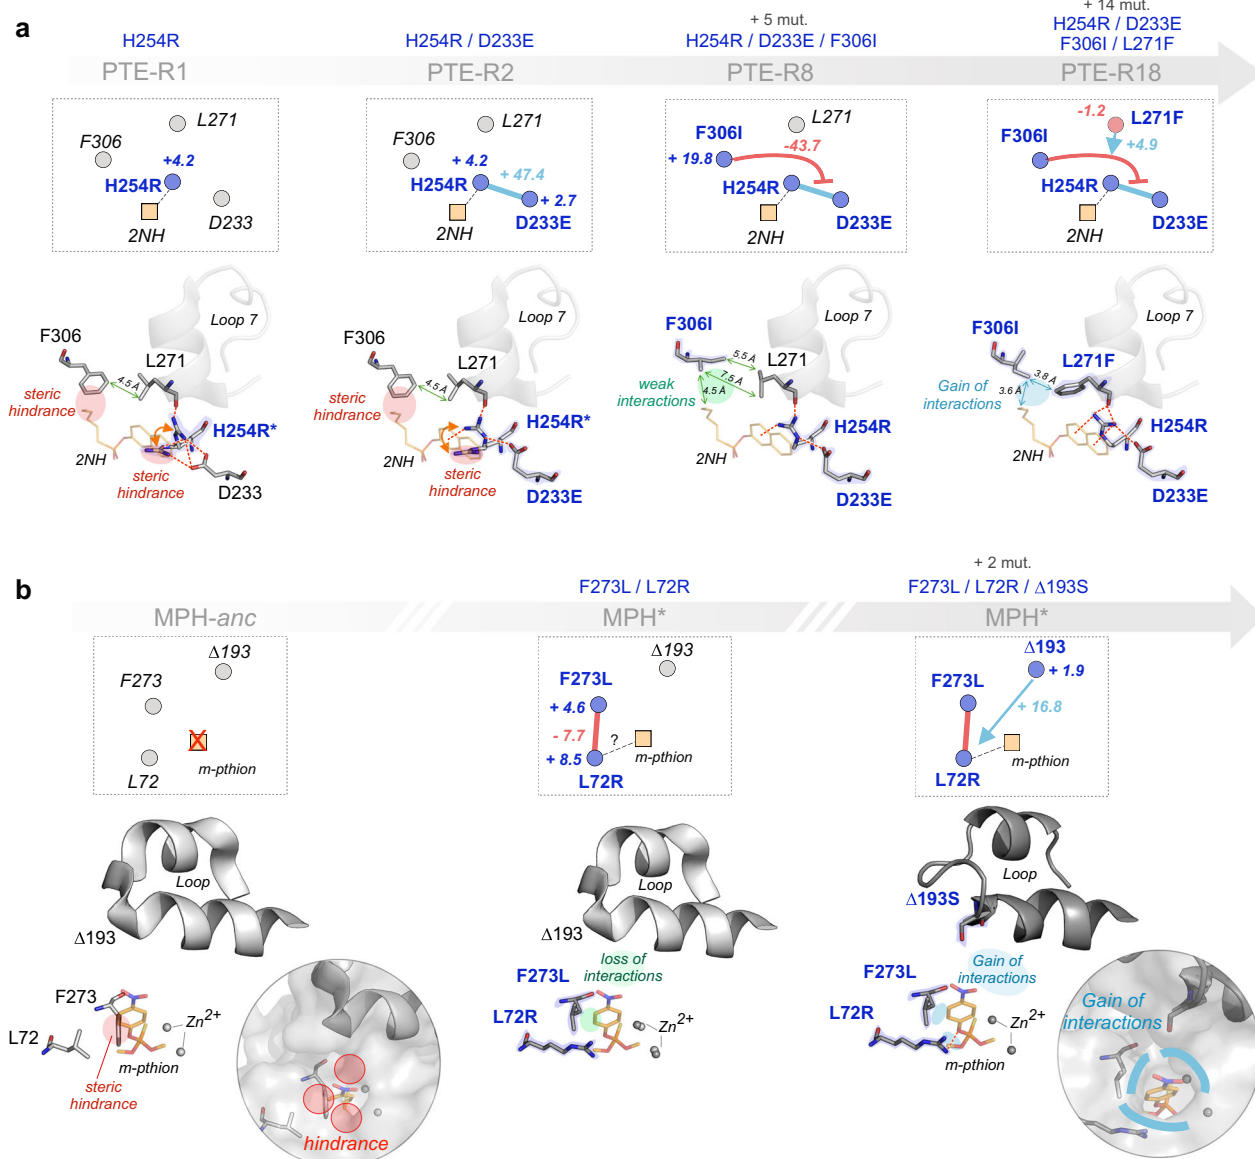 a
H254R
H254R / D233E
+ 5 mut.
H254R / D233E / F306I
+ 14 mut.
H254R / D233E
F306I / L271F
PTE-R1
PTE-R2
PTE-R8
PTE-R18
L271
F306
+4.2
H254R
D233
2NH
L271
F306
+ 4.2
+ 47.4
H254R
+ 2.7
D233E
2NH
L271
F306I
-43.7
+ 19.8
H254R
D233E
2NH
-1.2
L271F
F306I
+4.9
H254R
D233E
2NH
Loop 7
F306
L271
4.5 Å
steric
hindrance
H254R*
2NH
steric
hindrance
D233
Loop 7
F306
L271
4.5 Å
steric
hindrance
H254R*
2NH
steric
hindrance
D233E
Loop 7
F306I
5.5 Å
L271
7.5 Å
4.5 Å
weak
interactions
H254R
2NH
D233E
Loop 7
F306I
L271F
3.8 Å
3.6 Å
Gain of
interactions
H254R
2NH
D233E
b
F273L / L72R
+ 2 mut.
F273L / L72R / Δ193S
MPH-anc
MPH*
MPH*
Δ193
F273
L72
m-pthion
Δ193
F273L
+ 4.6
- 7.7
?
+ 8.5
m-pthion
L72R
Δ193
F273L
+ 1.9
+ 16.8
m-pthion
L72R
Loop
Δ193
F273
L72
Zn2+
m-pthion
steric
hindrance
hindrance
Loop
Δ193
loss of
interactions
F273L
L72R
Zn2+
Loop
Δ193S
F273L
Gain of
interactions
L72R
Zn2+
m-pthion
Gain of
interactions